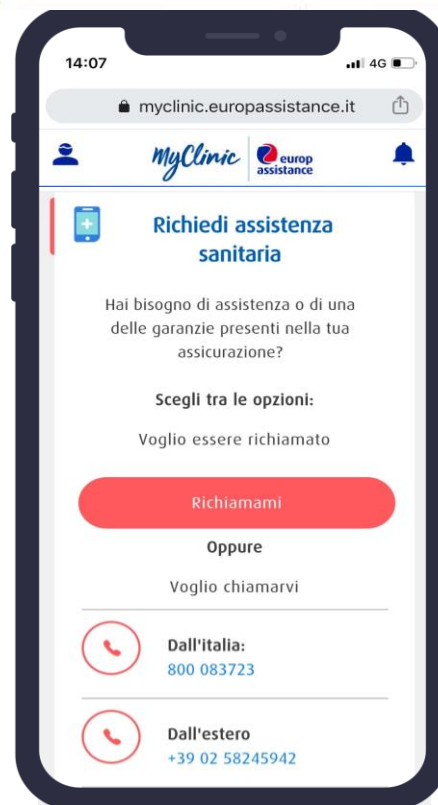 14:07
4G
myclinic.europassistance.it
MyClinic
europ
assistance
Richiedi assistenza
sanitaria
Hai bisogno di assistenza o di una
delle garanzie presenti nella tua
assicurazione?
Scegli tra le opzioni:
Voglio essere richiamato
Richiamami
Oppure
Voglio chiamarvi
Dall'italia:
800 083723
Dall'estero
+39 02 58245942